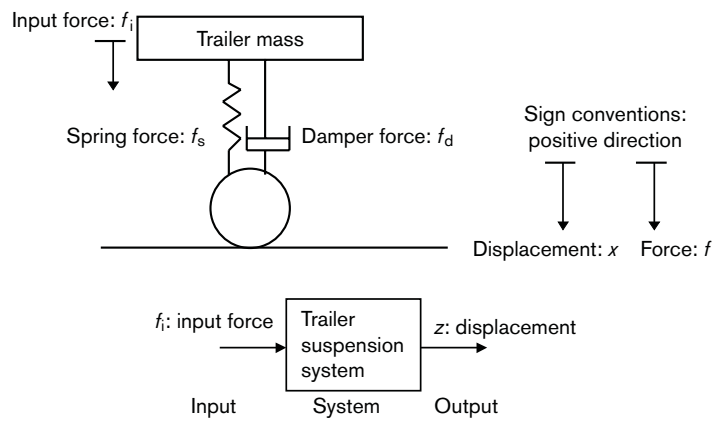 Input force: fi
Trailer mass
Spring force: fs
Damper force: fd
Sign conventions:
positive direction
Displacement: x
Force: f
fi: input force
Trailer
suspension
system
z: displacement
Input
System
Output